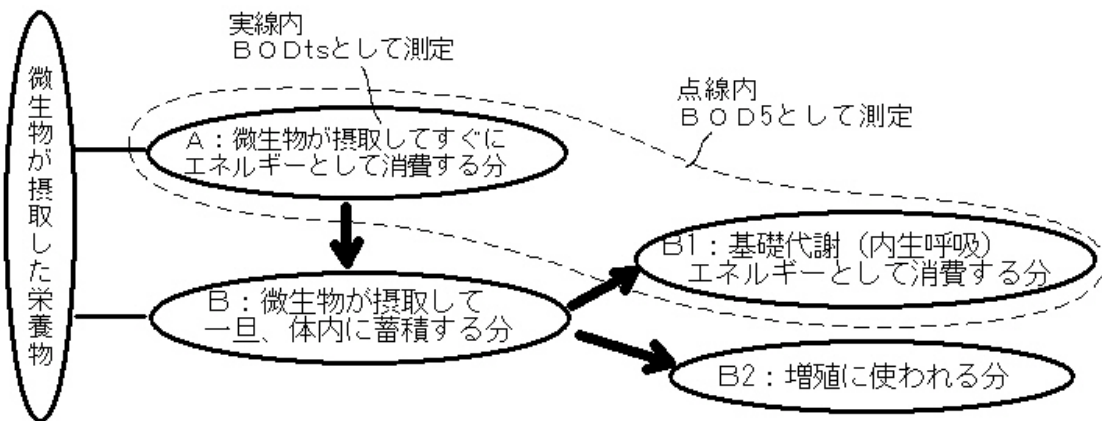 微生物が摂取した栄養物
実線内
ＢＯＤtsとして測定
点線内
ＢＯＤ5として測定
Ａ：微生物が摂取してすぐに
エネルギーとして消費する分
Ｂ：微生物が摂取して
一旦、体内に蓄積する分
B1：基礎代謝（内生呼吸）
エネルギーとして消費する分
B2：増殖に使われる分